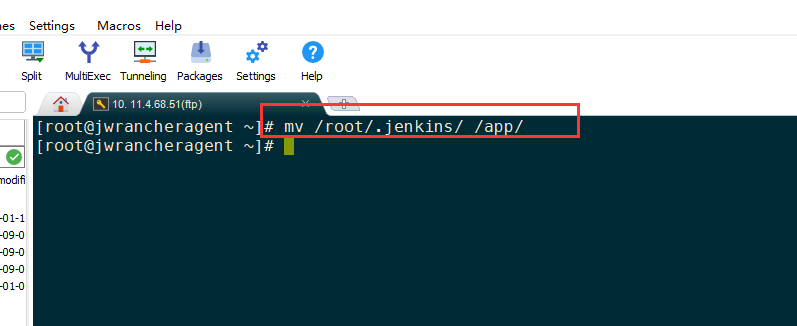 nes Settings Macros Help
Split MultiExec Tunneling Packages Settings Help
10. 11.4.68.51(ftp)
[root@jwrancheragent ~]# mv /root/.jenkins/ /app/
[root@jwrancheragent ~]#
modifi
-01-1
-09-0
-09-0
-09-0
-01-0